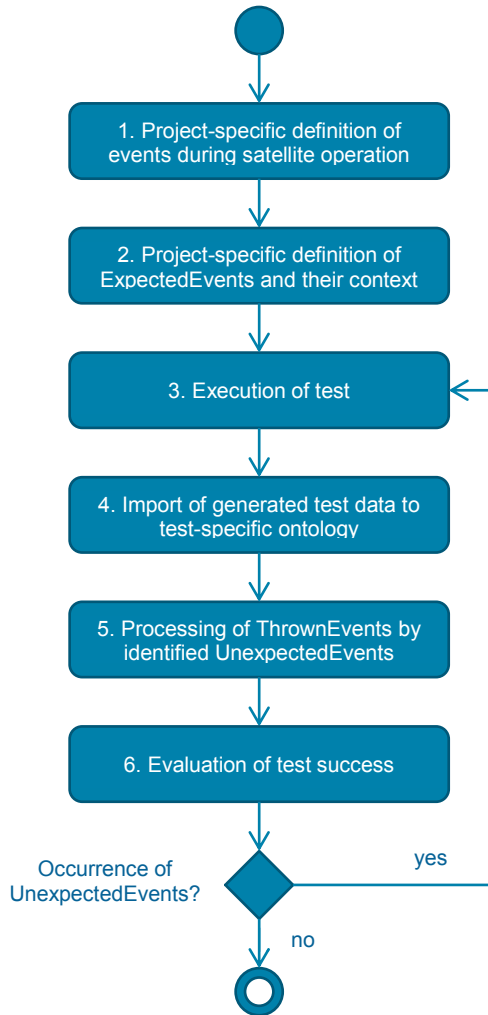 1. Project-specific definition of
events during satellite operation
2. Project-specific definition of
ExpectedEvents and their context
3. Execution of test
4. Import of generated test data to
test-specific ontology
5. Processing of ThrownEvents by
identified UnexpectedEvents
6. Evaluation of test success
Occurrence of
UnexpectedEvents?
yes
no